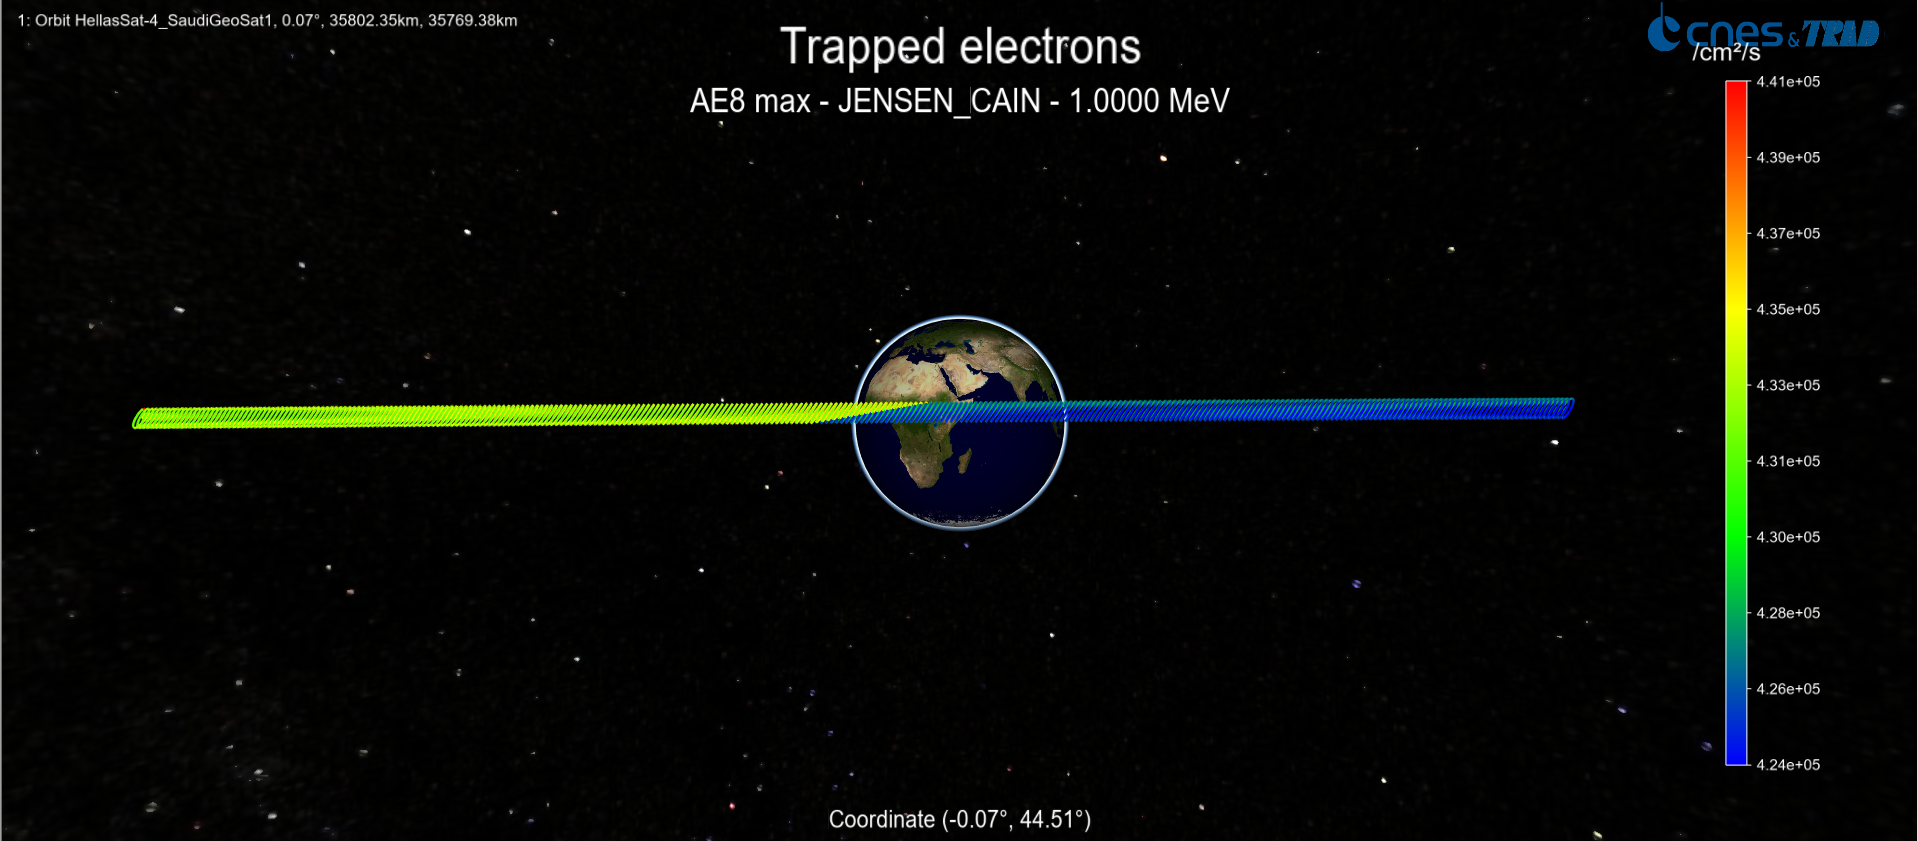 1: Orbit HellasSat-4_SaudiGeoSat1, 0.07°, 35802.35km, 35769.38km
cnes & TRAD
Trapped electrons
/cm²/s
AE8 max - JENSEN_CAIN - 1.0000 MeV
4.41e+05
4.39e+05
4.37e+05
4.35e+05
4.33e+05
4.31e+05
4.30e+05
4.28e+05
4.26e+05
4.24e+05
Coordinate (-0.07°, 44.51°)